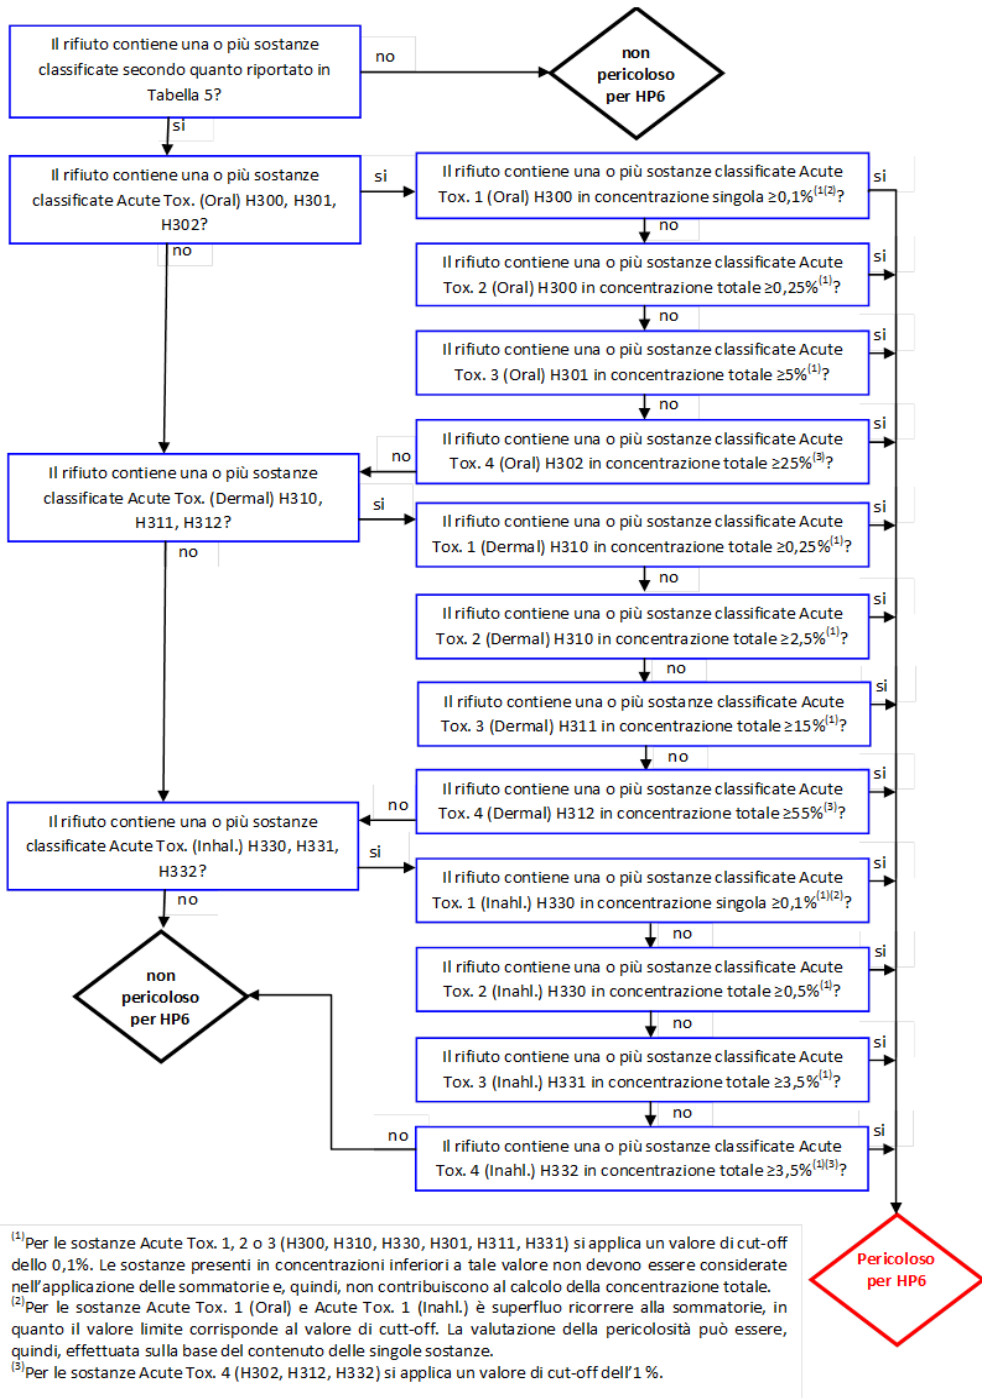 Il rifiuto contiene una o più sostanze
classificate secondo quanto riportato in
Tabella 5?
no
non
pericoloso
per HP6
si
Il rifiuto contiene una o più sostanze
classificate Acute Tox. (Oral) H300, H301,
H302?
si
Il rifiuto contiene una o più sostanze classificate Acute
Tox. 1 (Oral) H300 in concentrazione singola ≥0,1%(1(2)?
si
no
no
Il rifiuto contiene una o più sostanze classificate Acute
Tox. 2 (Oral) H300 in concentrazione totale ≥0,25%(1)?
si
no
Il rifiuto contiene una o più sostanze classificate Acute
Tox. 3 (Oral) H301 in concentrazione totale ≥5%(1)?
si
no
Il rifiuto contiene una o più sostanze classificate Acute
Tox. 4 (Oral) H302 in concentrazione totale ≥25%(3)?
si
no
Il rifiuto contiene una o più sostanze
classificate Acute Tox. (Dermal) H310,
H311, H312?
si
Il rifiuto contiene una o più sostanze classificate Acute
Tox. 1 (Dermal) H310 in concentrazione totale ≥0,25%(1)?
si
no
no
Il rifiuto contiene una o più sostanze classificate Acute
Tox. 2 (Dermal) H310 in concentrazione totale ≥2,5%(1)?
si
no
Il rifiuto contiene una o più sostanze classificate Acute
Tox. 3 (Dermal) H311 in concentrazione totale ≥15%(1)?
si
no
Il rifiuto contiene una o più sostanze classificate Acute
Tox. 4 (Dermal) H312 in concentrazione totale ≥55%(3)?
si
no
Il rifiuto contiene una o più sostanze
classificate Acute Tox. (Inhal.) H330, H331,
H332?
si
Il rifiuto contiene una o più sostanze classificate Acute
Tox. 1 (Inahl.) H330 in concentrazione singola ≥0,1%(1)(2)?
si
no
no
non
pericoloso
per HP6
Il rifiuto contiene una o più sostanze classificate Acute
Tox. 2 (Inahl.) H330 in concentrazione totale ≥0,5%(1)?
si
no
Il rifiuto contiene una o più sostanze classificate Acute
Tox. 3 (Inahl.) H331 in concentrazione totale ≥3,5%(1)?
si
no
no
Il rifiuto contiene una o più sostanze classificate Acute
Tox. 4 (Inahl.) H332 in concentrazione totale ≥3,5%(1)(3)?
si
Pericoloso
per HP6
(1)Per le sostanze Acute Tox. 1, 2 o 3 (H300, H310, H330, H301, H311, H331) si applica un valore di cut-off
dello 0,1%. Le sostanze presenti in concentrazioni inferiori a tale valore non devono essere considerate
nell'applicazione delle sommatorie e, quindi, non contribuiscono al calcolo della concentrazione totale.
(2)Per le sostanze Acute Tox. 1 (Oral) e Acute Tox. 1 (Inahl.) è superfluo ricorrere alla sommatorie, in
quanto il valore limite corrisponde al valore di cutt-off. La valutazione della pericolosità può essere,
quindi, effettuata sulla base del contenuto delle singole sostanze.
(3)Per le sostanze Acute Tox. 4 (H302, H312, H332) si applica un valore di cut-off dell'1 %.